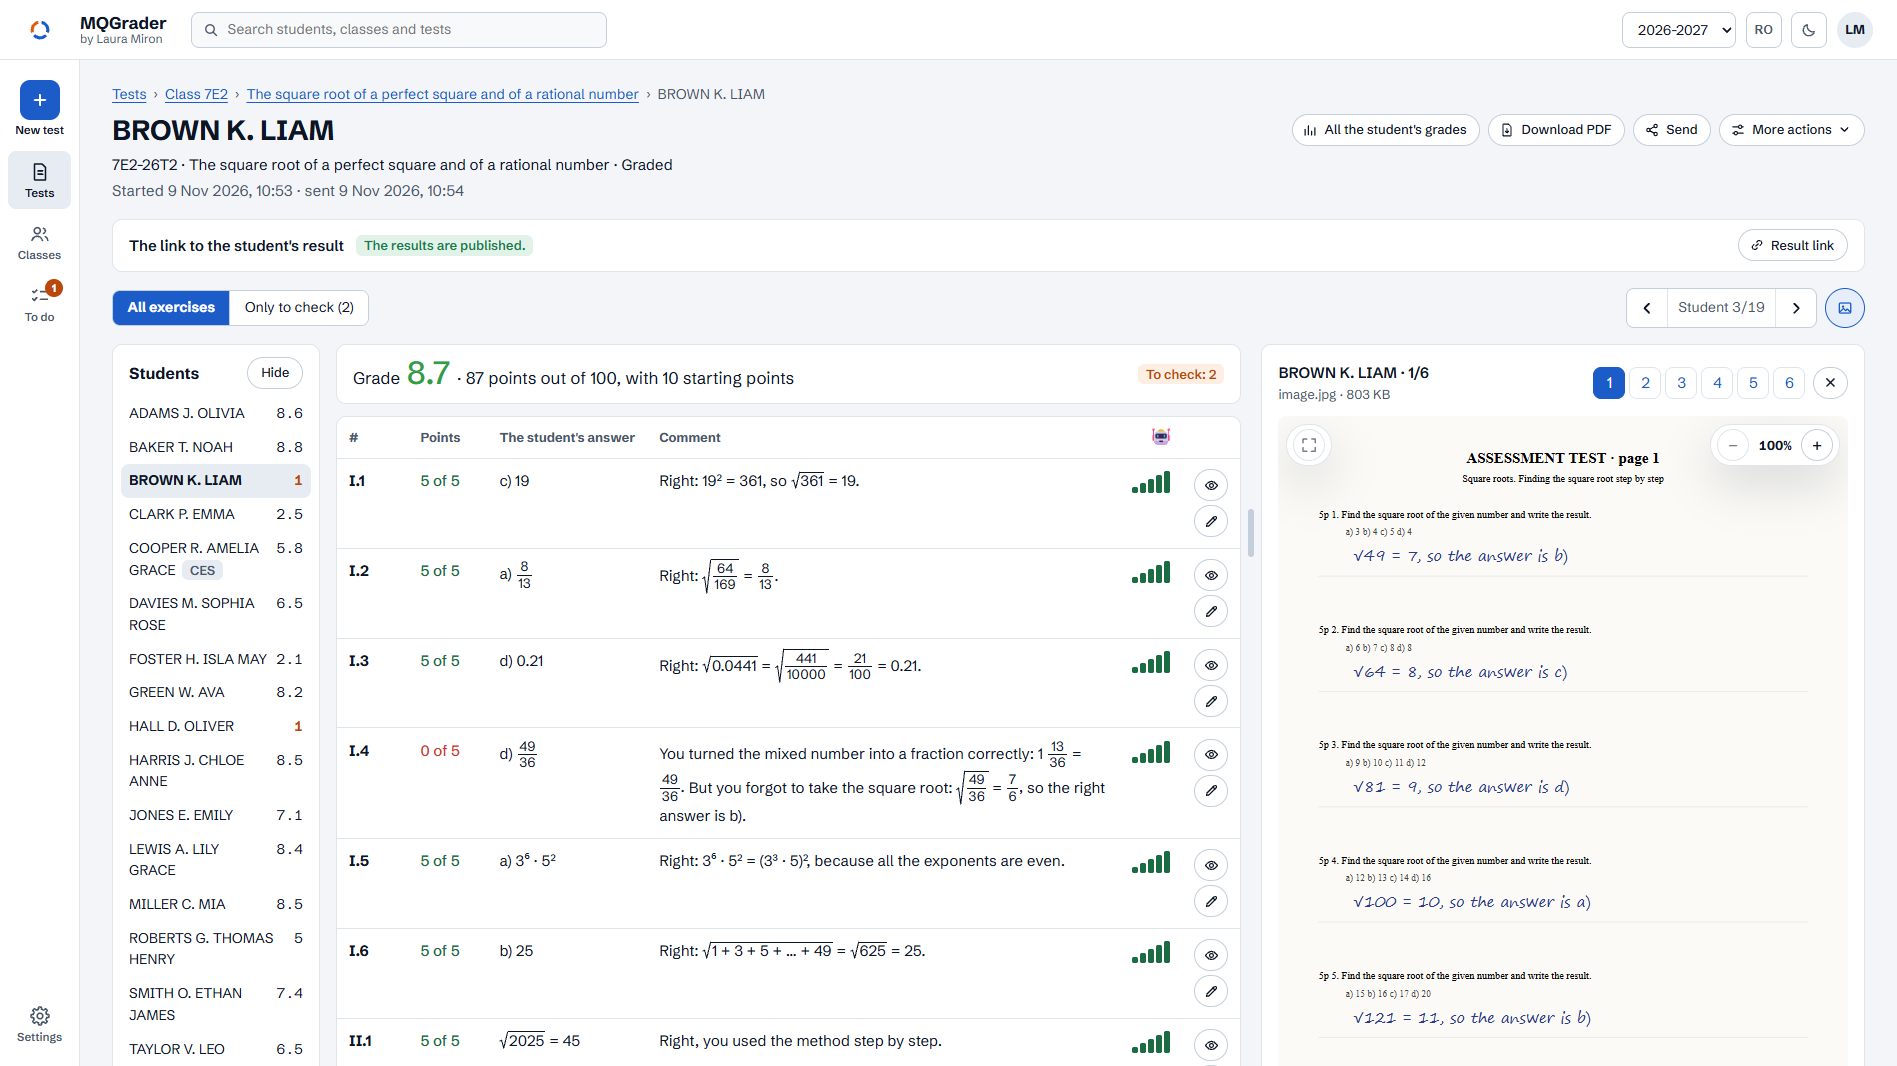 MQGrader
by Laura Miron
Search students, classes and tests
2026-2027
RO
LM
New test
Tests
Classes
1
To do
Settings
Tests › Class 7E2 › The square root of a perfect square and of a rational number › BROWN K. LIAM
BROWN K. LIAM
7E2-26T2 · The square root of a perfect square and of a rational number · Graded
Started 9 Nov 2026, 10:53 · sent 9 Nov 2026, 10:54
All the student's grades
Download PDF
Send
More actions
The link to the student's result
The results are published.
Result link
All exercises
Only to check (2)
Student 3/19
Students
Hide
ADAMS J. OLIVIA 8.6
BAKER T. NOAH 8.8
BROWN K. LIAM 1
CLARK P. EMMA 2.5
COOPER R. AMELIA 5.8
GRACE CES
DAVIES M. SOPHIA 6.5
ROSE
FOSTER H. ISLA MAY 2.1
GREEN W. AVA 8.2
HALL D. OLIVER 1
HARRIS J. CHLOE 8.5
ANNE
JONES E. EMILY 7.1
LEWIS A. LILY 8.4
GRACE
MILLER C. MIA 8.5
ROBERTS G. THOMAS 5
HENRY
SMITH O. ETHAN 7.4
JAMES
TAYLOR V. LEO 6.5
Grade 8.7 · 87 points out of 100, with 10 starting points
To check: 2
# Points The student's answer Comment
I.1 5 of 5 c) 19 Right: 19² = 361, so √361 = 19.
I.2 5 of 5 a) 8/13 Right: √(64/169) = 8/13.
I.3 5 of 5 d) 0.21 Right: √0.0441 = √(441/10000) = 21/100 = 0.21.
I.4 0 of 5 d) 49/36 You turned the mixed number into a fraction correctly: 1 13/36 =
49/36. But you forgot to take the square root: √(49/36) = 7/6, so the right
answer is b).
I.5 5 of 5 a) 3⁶ · 5² Right: 3⁶ · 5² = (3³ · 5)², because all the exponents are even.
I.6 5 of 5 b) 25 Right: √(1 + 3 + 5 + ... + 49) = √625 = 25.
II.1 5 of 5 √2025 = 45 Right, you used the method step by step.
BROWN K. LIAM · 1/6
image.jpg · 803 KB
1 2 3 4 5 6
100%
ASSESSMENT TEST · page 1
Square roots. Finding the square root step by step
5p 1. Find the square root of the given number and write the result.
a) 3 b) 4 c) 5 d) 4
√49 = 7, so the answer is b)
5p 2. Find the square root of the given number and write the result.
a) 6 b) 7 c) 8 d) 8
√64 = 8, so the answer is c)
5p 3. Find the square root of the given number and write the result.
a) 9 b) 10 c) 11 d) 12
√81 = 9, so the answer is d)
5p 4. Find the square root of the given number and write the result.
a) 12 b) 13 c) 14 d) 16
√100 = 10, so the answer is a)
5p 5. Find the square root of the given number and write the result.
a) 15 b) 16 c) 17 d) 20
√121 = 11, so the answer is b)